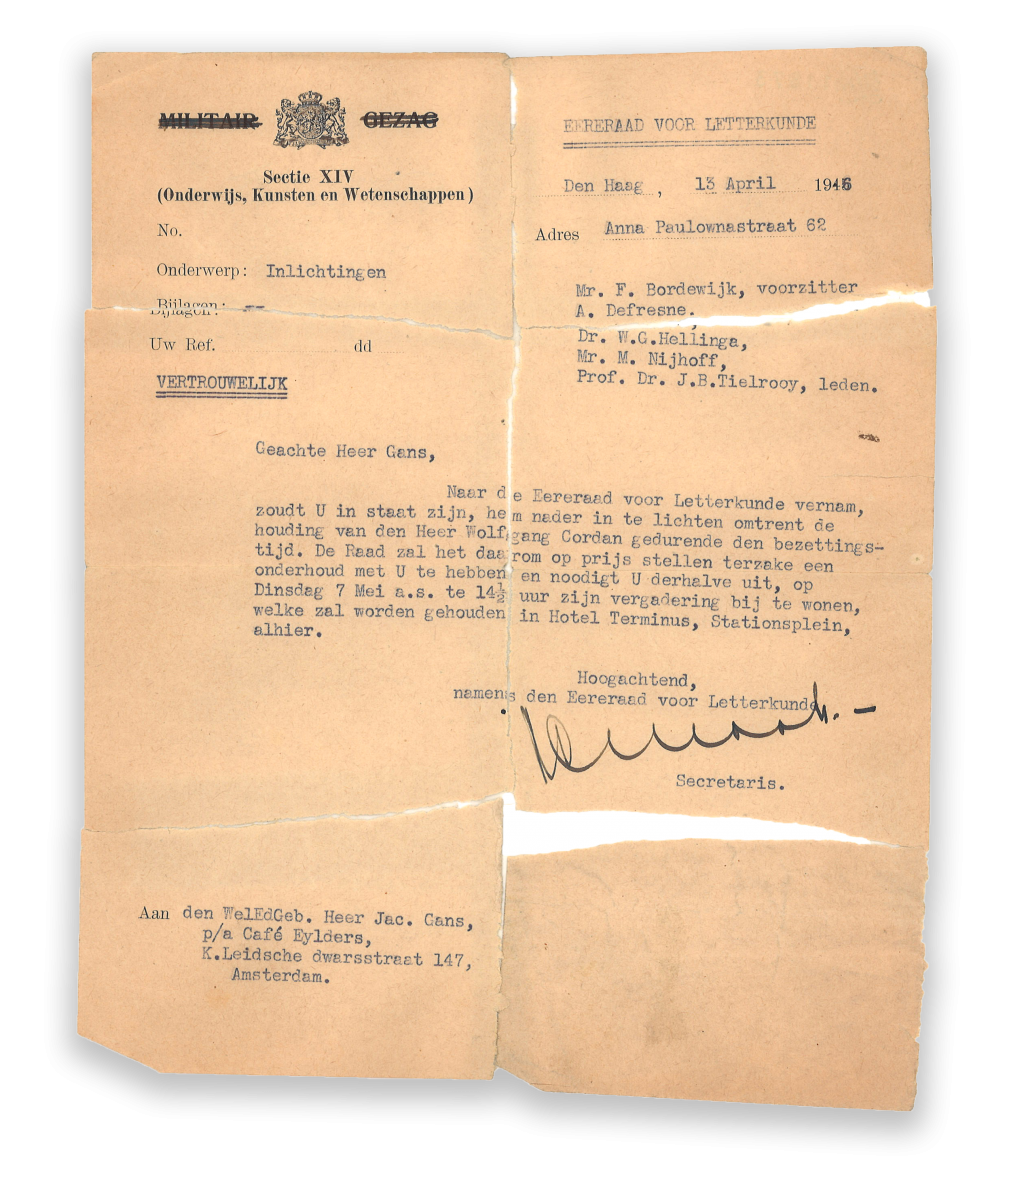 MILITAIR GEZAG
EERERAAD VOOR LETTERKUNDE
Sectie XIV
(Onderwijs, Kunsten en Wetenschappen)
Den Haag, 13 April 1946
No.
Adres Anna Paulownastraat 62
Onderwerp: Inlichtingen
Bijlagen: --
Mr. F. Bordewijk, voorzitter
A. Defresne.
Dr. W.G.Hellinga,
Mr. M. Nijhoff,
Prof. Dr. J.B.Tielrooy, leden.
Uw Ref. dd
VERTROUWELIJK
Geachte Heer Gans,
Naar de Eereraad voor Letterkunde vernam,
zoudt U in staat zijn, hem nader in te lichten omtrent de
houding van den Heer Wolfgang Cordan gedurende den bezettings-
tijd. De Raad zal het daarom op prijs stellen terzake een
onderhoud met U te hebben en noodigt U derhalve uit, op
Dinsdag 7 Mei a.s. te 14½ uur zijn vergadering bij te wonen,
welke zal worden gehouden in Hotel Terminus, Stationsplein,
alhier.
Hoogachtend,
namens den Eereraad voor Letterkunde
Secretaris.
Aan den WelEdGeb. Heer Jac. Gans,
p/a Café Eylders,
K.Leidsche dwarsstraat 147,
Amsterdam.